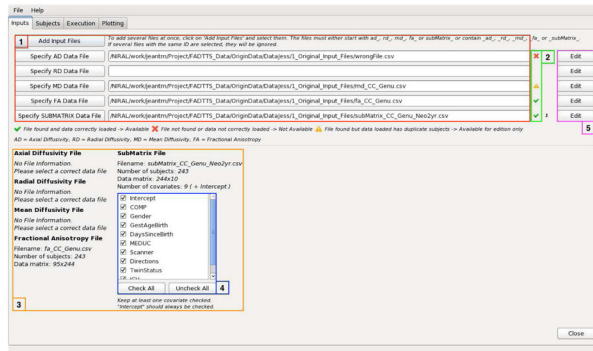 File Help
Inputs Subjects Execution Plotting
1 Add Input Files To add several files at once, click on 'Add Input Files' and select them. The files must either start with ad_, rd_, md_, fa_ or subMatrix_ or contain _ad_, _rd_, _md_, _fa_ or _subMatrix_.
If several files with the same ID are selected, they will be ignored.
Specify AD Data File /NIRAL/work/jeantm/Project/FADTTS_Data/OriginData/DataJess/1_Original_Input_Files/wrongFile.csv 2 Edit
Specify RD Data File Edit
Specify MD Data File /NIRAL/work/jeantm/Project/FADTTS_Data/OriginData/DataJess/1_Original_Input_Files/md_CC_Genu.csv Edit
Specify FA Data File /NIRAL/work/jeantm/Project/FADTTS_Data/OriginData/DataJess/1_Original_Input_Files/fa_CC_Genu.csv Edit
Specify SUBMATRIX Data File /NIRAL/work/jeantm/Project/FADTTS_Data/OriginData/DataJess/1_Original_Input_Files/subMatrix_CC_Genu_Neo2yr.csv Edit
File found and data correctly loaded -> Available File not found or data not correctly loaded -> Not Available File found but data loaded has duplicate subjects -> Available for edition only 5
AD = Axial Diffusivity, RD = Radial Diffusivity, MD = Mean Diffusivity, FA = Fractional Anisotropy
Axial Diffusivity File
No File Information.
Please select a correct data file
Radial Diffusivity File
No File Information.
Please select a correct data file
Mean Diffusivity File
No File Information.
Please select a correct data file
Fractional Anisotropy File
Filename: fa_CC_Genu.csv
Number of subjects: 243
Data matrix: 95x244
3
SubMatrix File
Filename: subMatrix_CC_Genu_Neo2yr.csv
Number of subjects: 243
Data matrix: 244x10
Number of covariates: 9 ( + Intercept )
Intercept
COMP
Gender
GestAgeBirth
DaysSinceBirth
MEDUC
Scanner
Directions
TwinStatus
Check All Uncheck All 4
Keep at least one covariate checked.
"Intercept" should always be checked.
Close